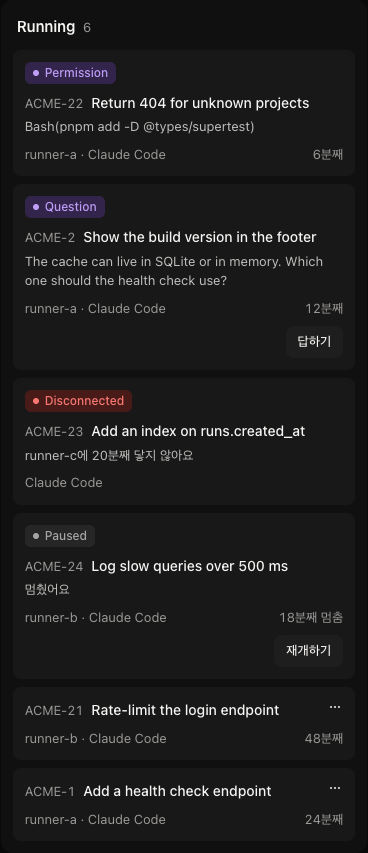 Running 6
Permission
ACME-22 Return 404 for unknown projects
Bash(pnpm add -D @types/supertest)
runner-a · Claude Code 6분째
Question
ACME-2 Show the build version in the footer
The cache can live in SQLite or in memory. Which
one should the health check use?
runner-a · Claude Code 12분째
답하기
Disconnected
ACME-23 Add an index on runs.created_at
runner-c에 20분째 닿지 않아요
Claude Code
Paused
ACME-24 Log slow queries over 500 ms
멈췄어요
runner-b · Claude Code 18분째 멈춤
재개하기
ACME-21 Rate-limit the login endpoint ...
runner-b · Claude Code 48분째
ACME-1 Add a health check endpoint ...
runner-a · Claude Code 24분째